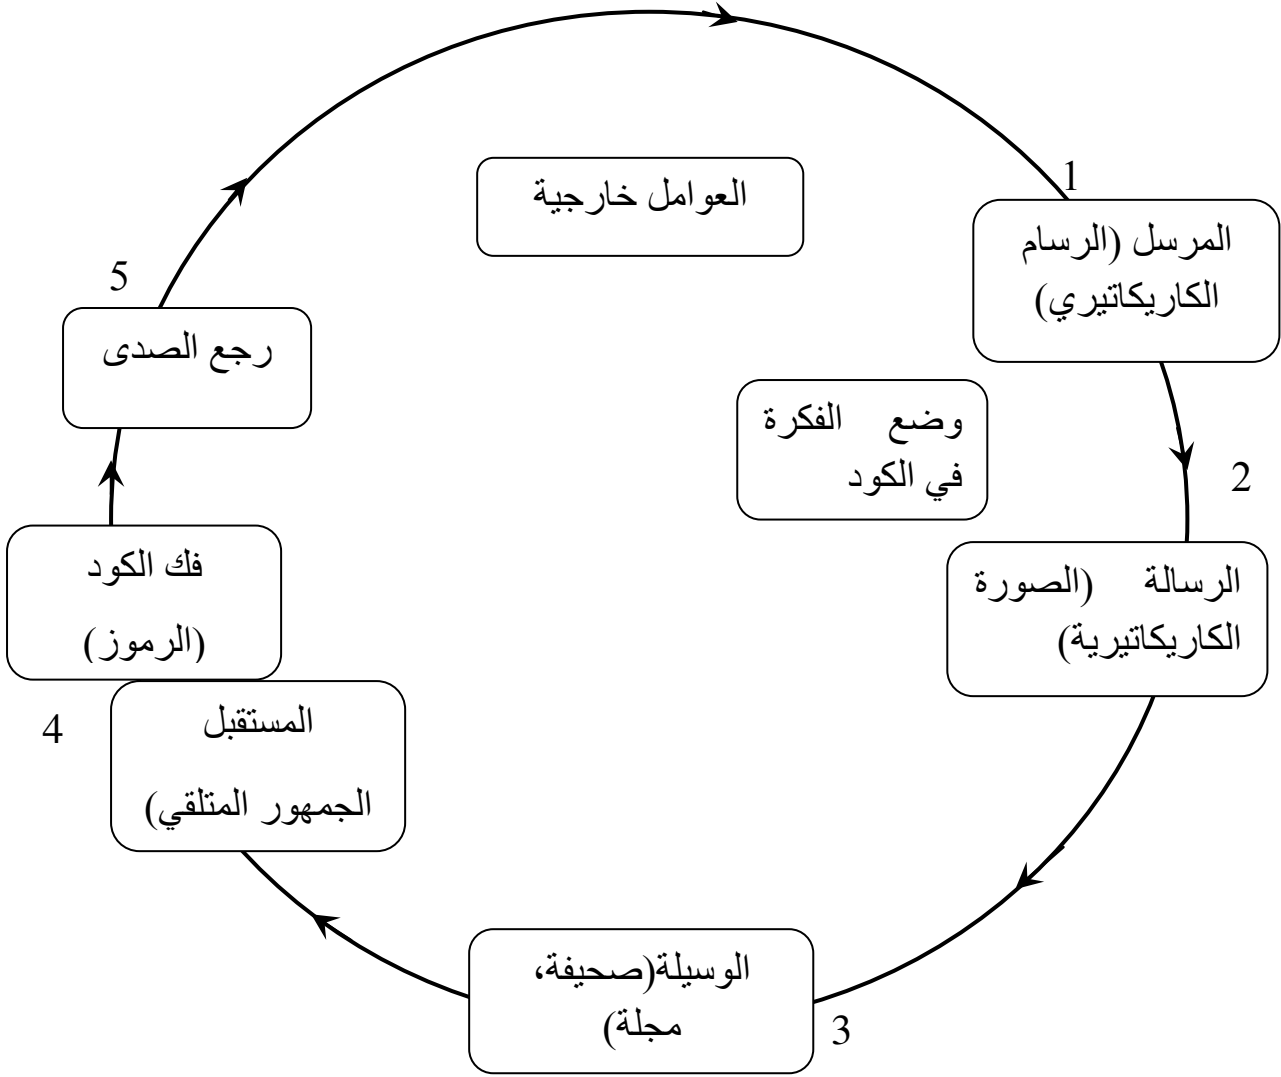 العوامل خارجية
1
المرسل (الرسام
الكاريكاتيري)
وضع الفكرة
في الكود
2
الرسالة (الصورة
الكاريكاتيرية)
الوسيلة(صحيفة،
مجلة)
3
المستقبل
الجمهور المتلقي)
4
فك الكود
(الرموز)
5
رجع الصدى